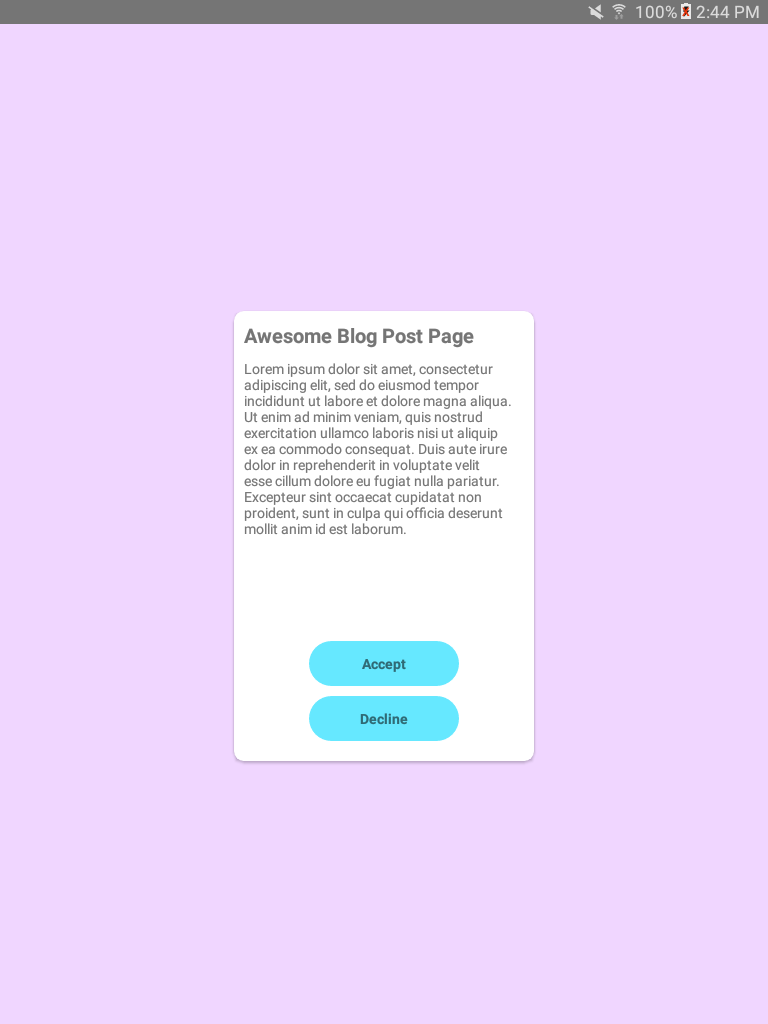 100% 2:44 PM
Awesome Blog Post Page
Lorem ipsum dolor sit amet, consectetur
adipiscing elit, sed do eiusmod tempor
incididunt ut labore et dolore magna aliqua.
Ut enim ad minim veniam, quis nostrud
exercitation ullamco laboris nisi ut aliquip
ex ea commodo consequat. Duis aute irure
dolor in reprehenderit in voluptate velit
esse cillum dolore eu fugiat nulla pariatur.
Excepteur sint occaecat cupidatat non
proident, sunt in culpa qui officia deserunt
mollit anim id est laborum.
Accept
Decline